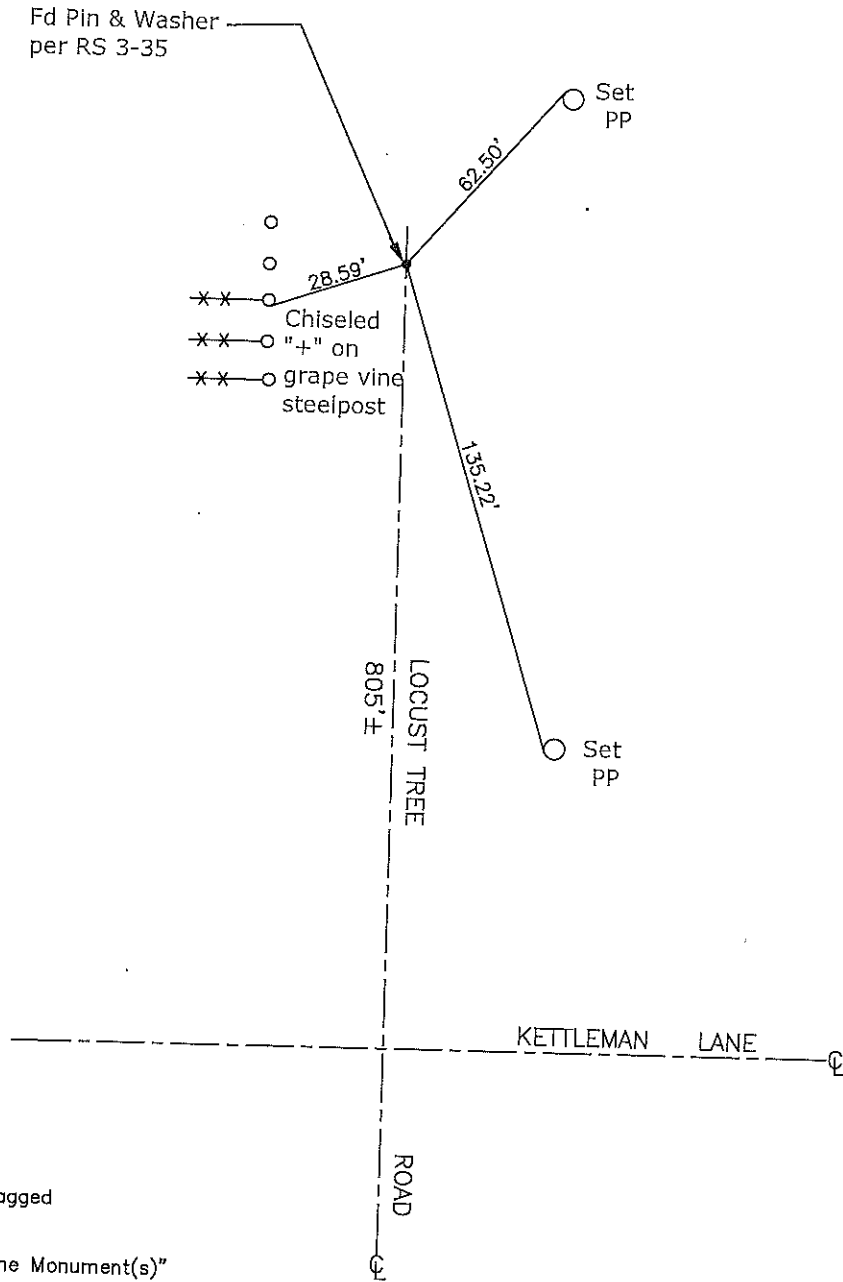 Fd Pin & Washer
per RS 3-35
Set
PP
62.50'
28.59'
Chiseled
"+" on
grape vine
steelpost
135.22'
LOCUST TREE
805'±
Set
PP
KETTLEMAN LANE
℄
ROAD
agged
ne Monument(s)"
℄